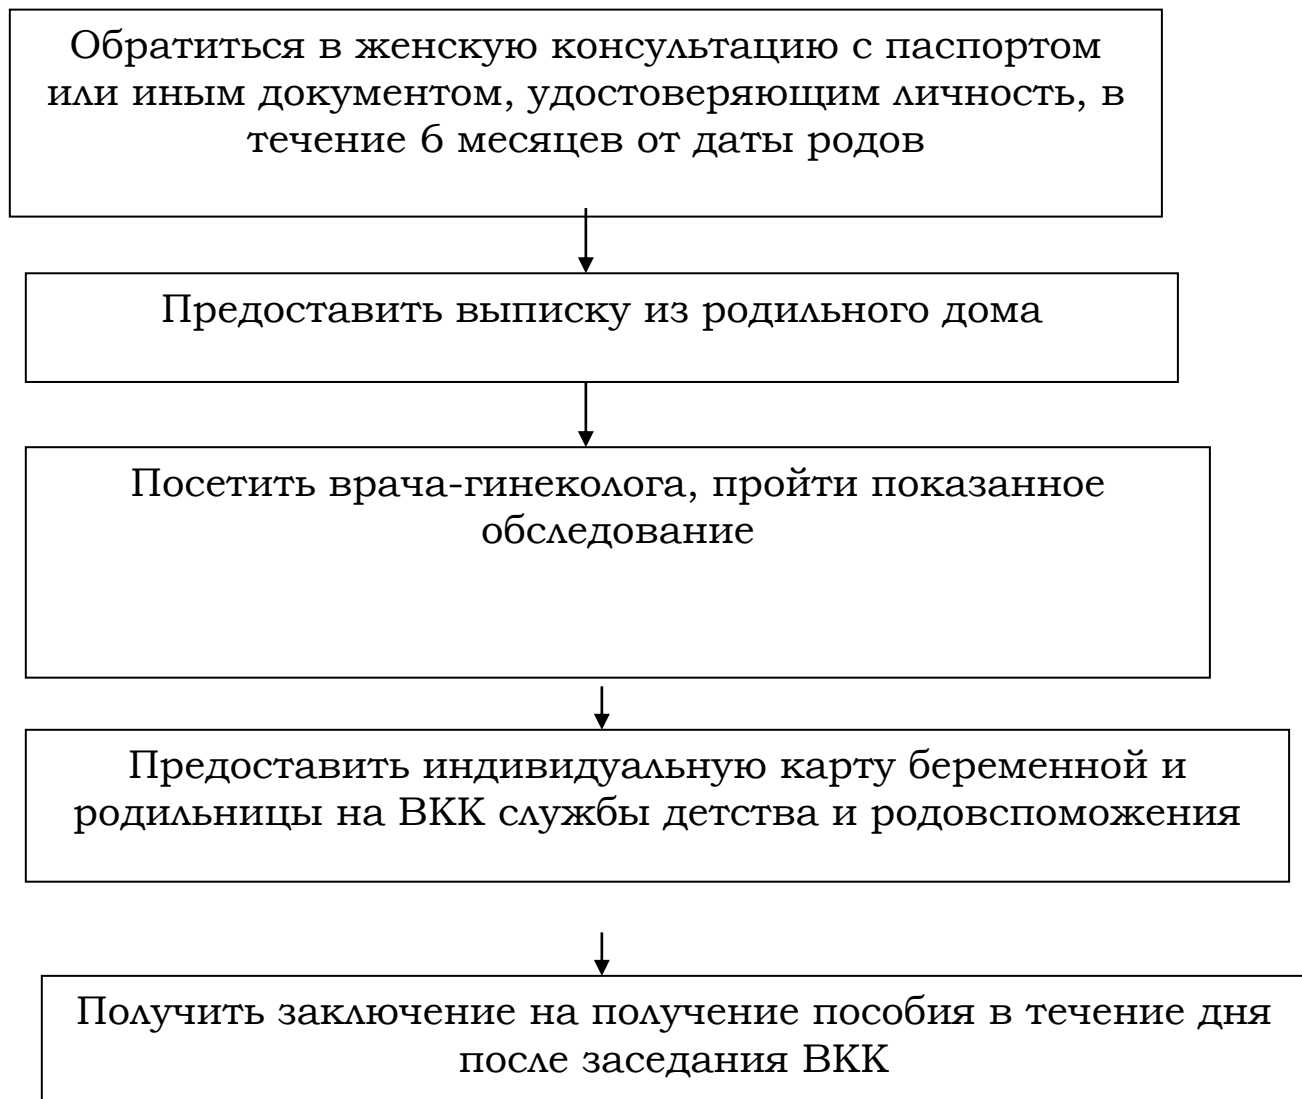 Обратиться в женскую консультацию с паспортом
или иным документом, удостоверяющим личность, в
течение 6 месяцев от даты родов
Предоставить выписку из родильного дома
Посетить врача-гинеколога, пройти показанное
обследование
Предоставить индивидуальную карту беременной и
родильницы на ВКК службы детства и родовспоможения
Получить заключение на получение пособия в течение дня
после заседания ВКК